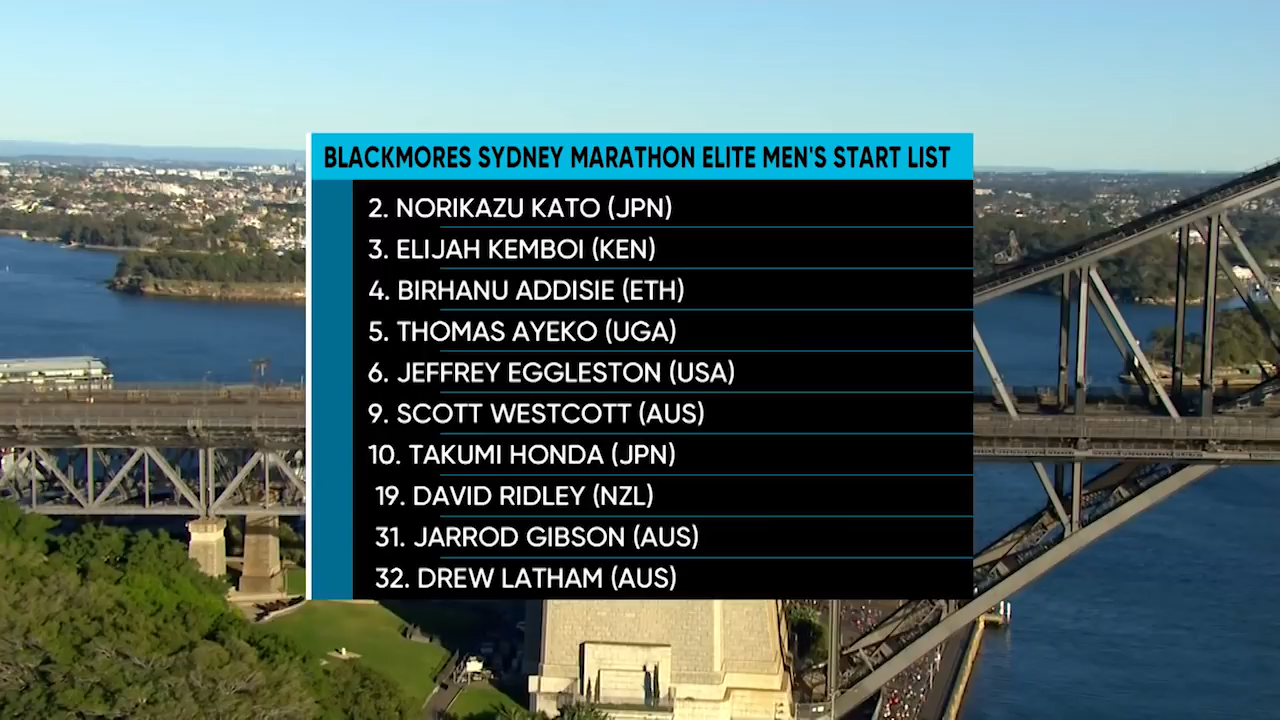 BLACKMORES SYDNEY MARATHON ELITE MEN'S START LIST
2. NORIKAZU KATO (JPN)
3. ELIJAH KEMBOI (KEN)
4. BIRHANU ADDISIE (ETH)
5. THOMAS AYEKO (UGA)
6. JEFFREY EGGLESTON (USA)
9. SCOTT WESTCOTT (AUS)
10. TAKUMI HONDA (JPN)
19. DAVID RIDLEY (NZL)
31. JARROD GIBSON (AUS)
32. DREW LATHAM (AUS)